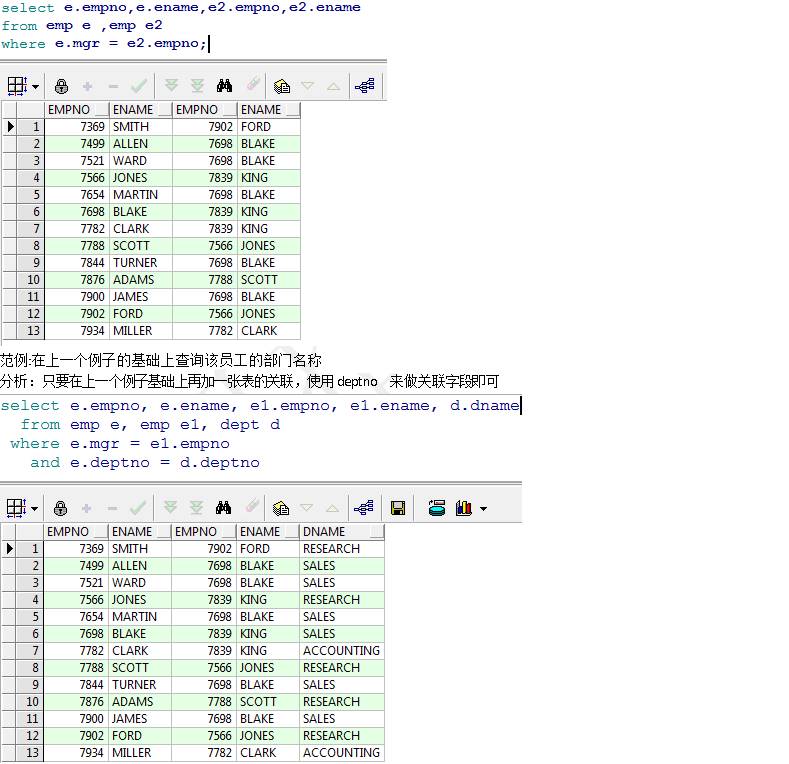 select e.empno,e.ename,e2.empno,e2.ename
from emp e ,emp e2
where e.mgr = e2.empno;
EMPNO ENAME EMPNO ENAME
1 7369 SMITH 7902 FORD
2 7499 ALLEN 7698 BLAKE
3 7521 WARD 7698 BLAKE
4 7566 JONES 7839 KING
5 7654 MARTIN 7698 BLAKE
6 7698 BLAKE 7839 KING
7 7782 CLARK 7839 KING
8 7788 SCOTT 7566 JONES
9 7844 TURNER 7698 BLAKE
10 7876 ADAMS 7788 SCOTT
11 7900 JAMES 7698 BLAKE
12 7902 FORD 7566 JONES
13 7934 MILLER 7782 CLARK
范例:在上一个例子的基础上查询该员工的部门名称
分析：只要在上一个例子基础上再加一张表的关联，使用 deptno 来做关联字段即可
select e.empno, e.ename, e1.empno, e1.ename, d.dname
from emp e, emp e1, dept d
where e.mgr = e1.empno
and e.deptno = d.deptno
EMPNO ENAME EMPNO ENAME DNAME
1 7369 SMITH 7902 FORD RESEARCH
2 7499 ALLEN 7698 BLAKE SALES
3 7521 WARD 7698 BLAKE SALES
4 7566 JONES 7839 KING RESEARCH
5 7654 MARTIN 7698 BLAKE SALES
6 7698 BLAKE 7839 KING SALES
7 7782 CLARK 7839 KING ACCOUNTING
8 7788 SCOTT 7566 JONES RESEARCH
9 7844 TURNER 7698 BLAKE SALES
10 7876 ADAMS 7788 SCOTT RESEARCH
11 7900 JAMES 7698 BLAKE SALES
12 7902 FORD 7566 JONES RESEARCH
13 7934 MILLER 7782 CLARK ACCOUNTING